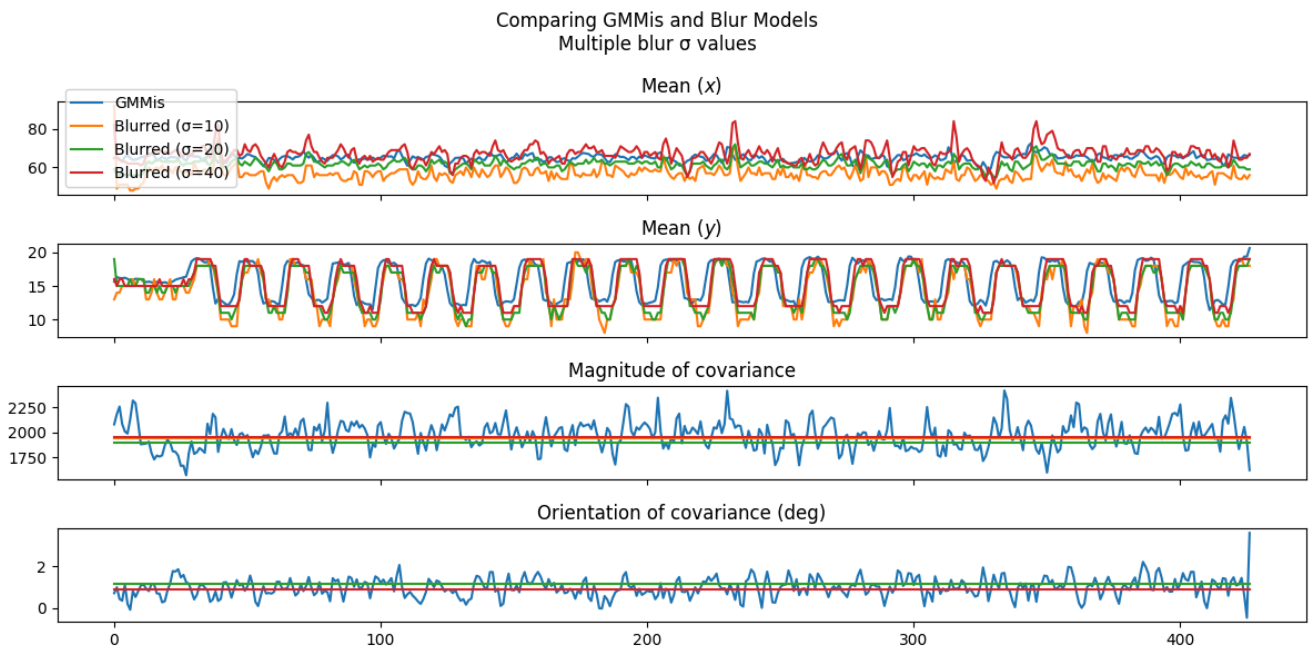 Comparing GMMis and Blur Models
Multiple blur σ values
Mean (x)
GMMis
Blurred (σ=10)
Blurred (σ=20)
Blurred (σ=40)
80
60
Mean (y)
20
15
10
Magnitude of covariance
2250
2000
1750
Orientation of covariance (deg)
2
0
0 100 200 300 400